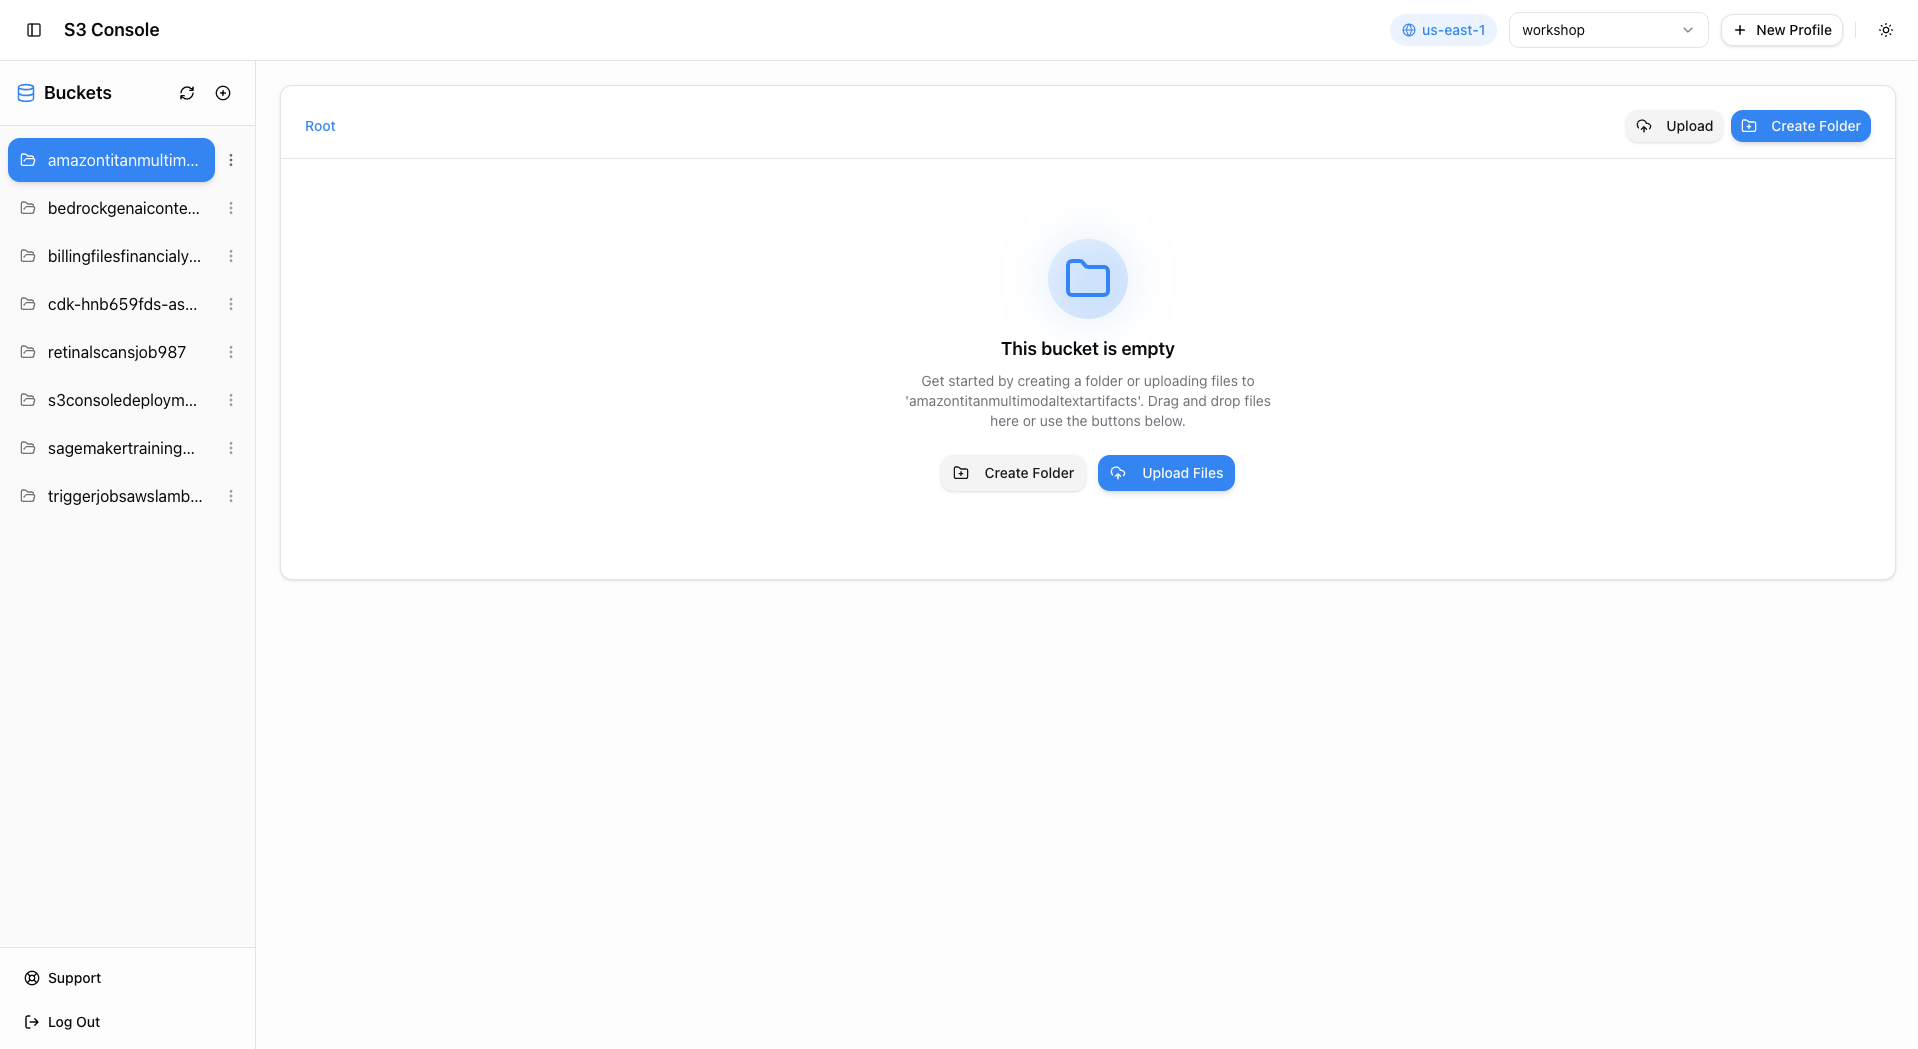 S3 Console
us-east-1
workshop
New Profile
Buckets
amazontitanmultim...
bedrockgenaiconte...
billingfilesfinancialy...
cdk-hnb659fds-as...
retinalscansjob987
s3consoledeploym...
sagemakertraining...
triggerjobsawslamb...
Support
Log Out
Root
Upload
Create Folder
This bucket is empty
Get started by creating a folder or uploading files to
'amazontitanmultimodaltextartifacts'. Drag and drop files
here or use the buttons below.
Create Folder
Upload Files